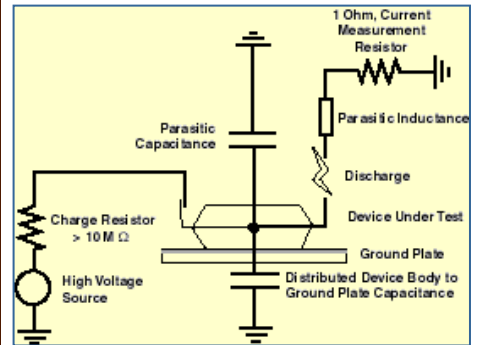 1 Ohm, Current
Measurement
Resistor
Parasitic Inductance
Parasitic
Capacitance
Discharge
Charge Resistor
> 10 M Ω
Device Under Test
Ground Plate
High Voltage
Source
Distributed Device Body to
Ground Plate Capacitance